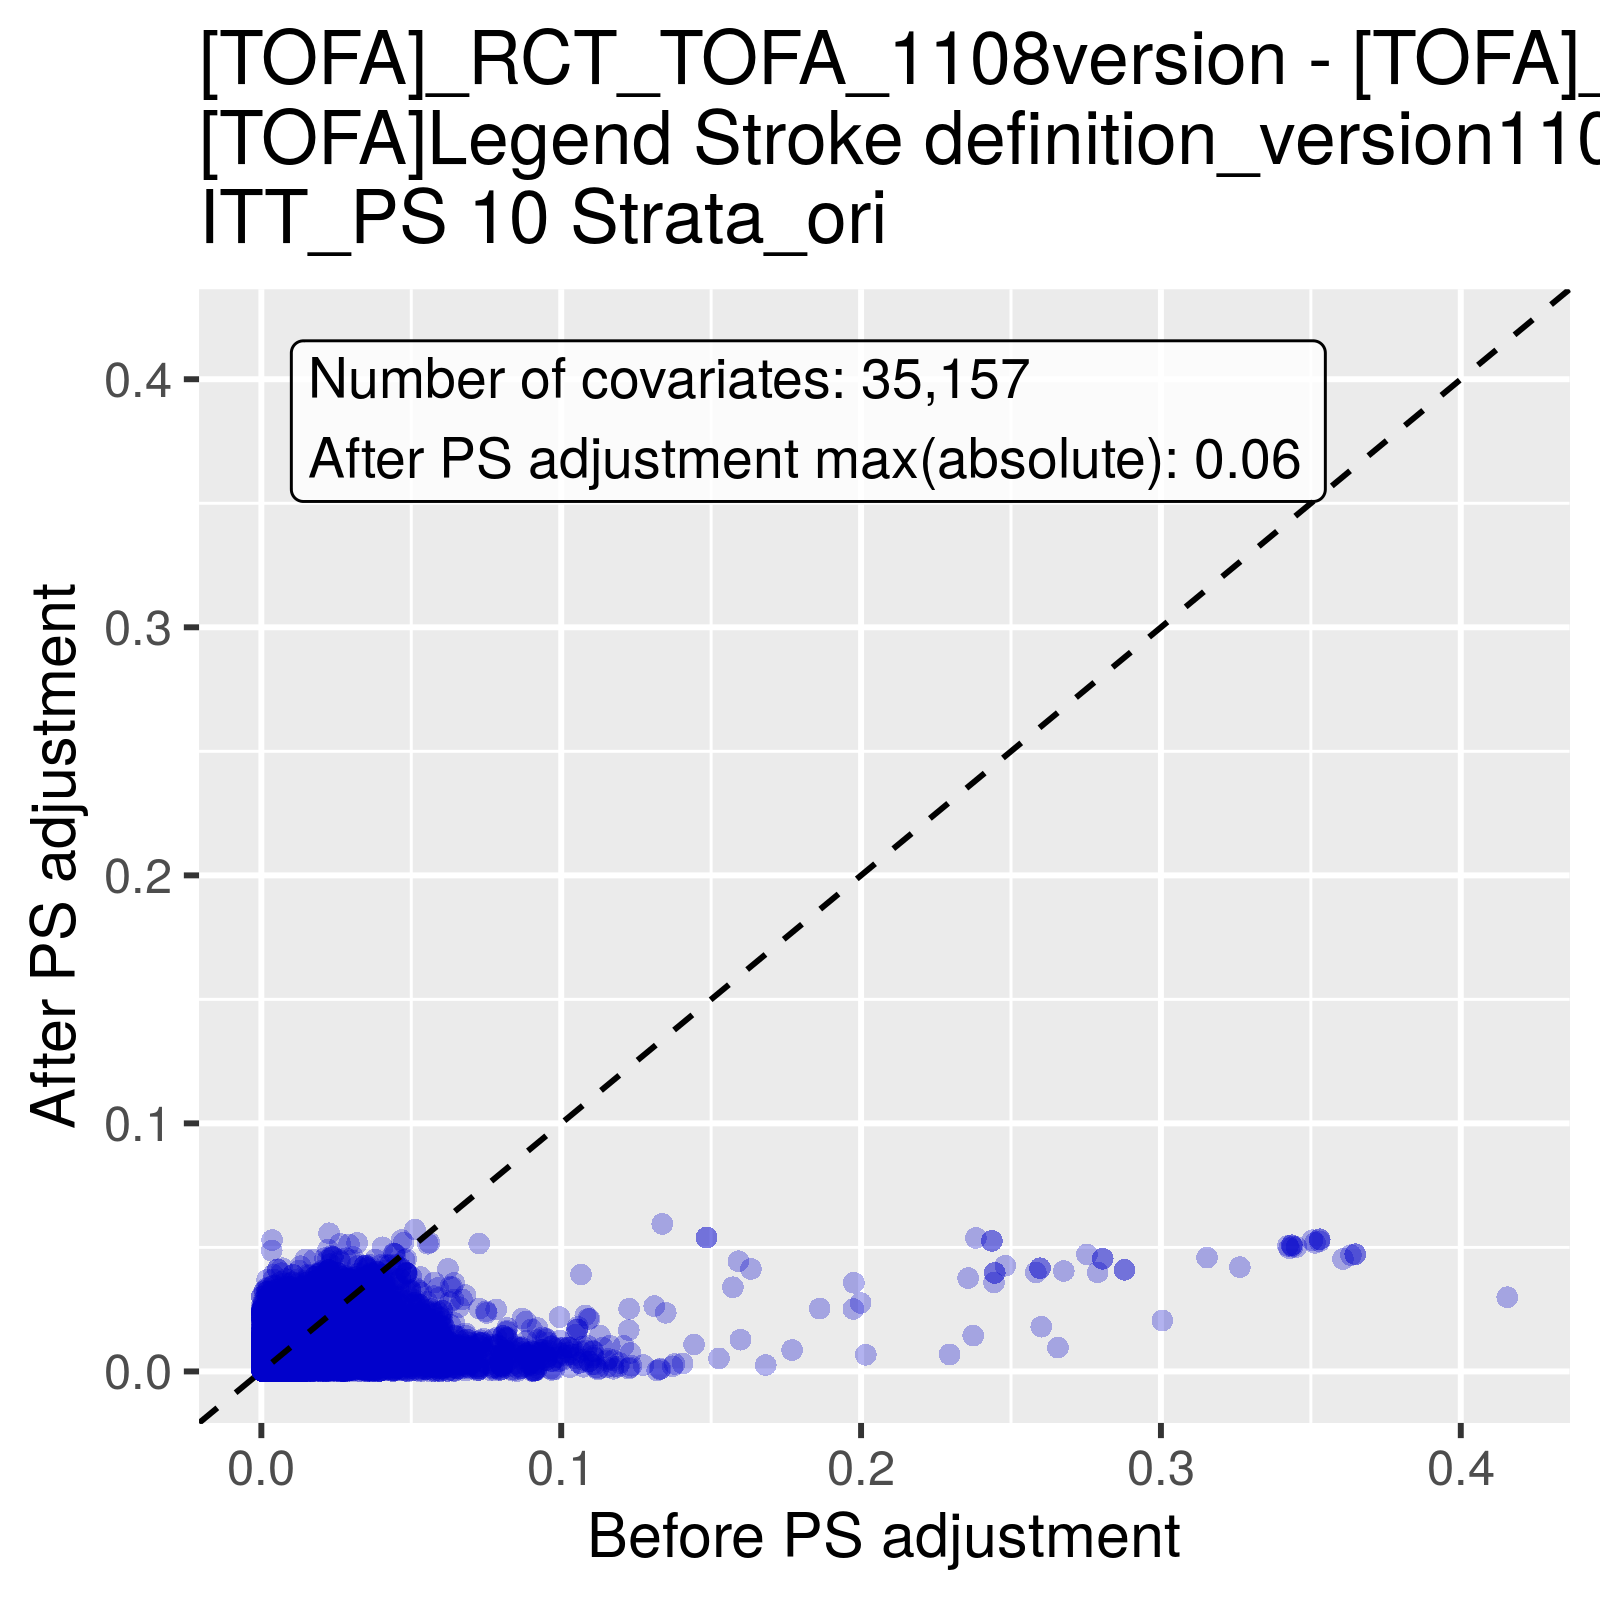 [TOFA]_RCT_TOFA_1108version - [TOFA]_
[TOFA]Legend Stroke definition_version110
ITT_PS 10 Strata_ori
Number of covariates: 35,157
After PS adjustment max(absolute): 0.06
0.4
0.3
0.2
0.1
0.0
After PS adjustment
0.0 0.1 0.2 0.3 0.4
Before PS adjustment